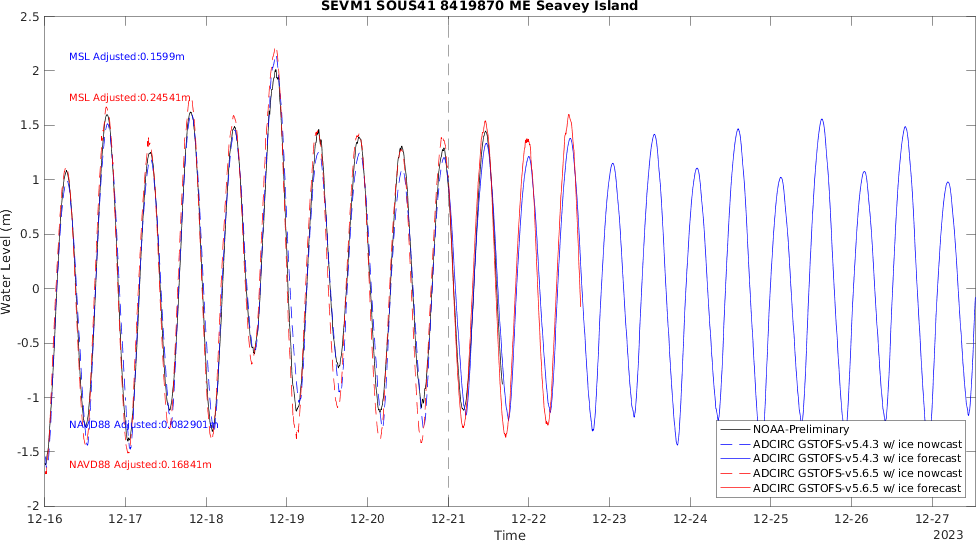 SEVM1 SOUS41 8419870 ME Seavey Island
2.5
2
1.5
1
0.5
0
-0.5
-1
-1.5
-2
Water Level (m)
MSL Adjusted:0.1599m
MSL Adjusted:0.24541m
NAVD88 Adjusted:0.082901m
NAVD88 Adjusted:0.16841m
NOAA-Preliminary
ADCIRC GSTOFS-v5.4.3 w/ ice nowcast
ADCIRC GSTOFS-v5.4.3 w/ ice forecast
ADCIRC GSTOFS-v5.6.5 w/ ice nowcast
ADCIRC GSTOFS-v5.6.5 w/ ice forecast
12-16 12-17 12-18 12-19 12-20 12-21 12-22 12-23 12-24 12-25 12-26 12-27
Time
2023